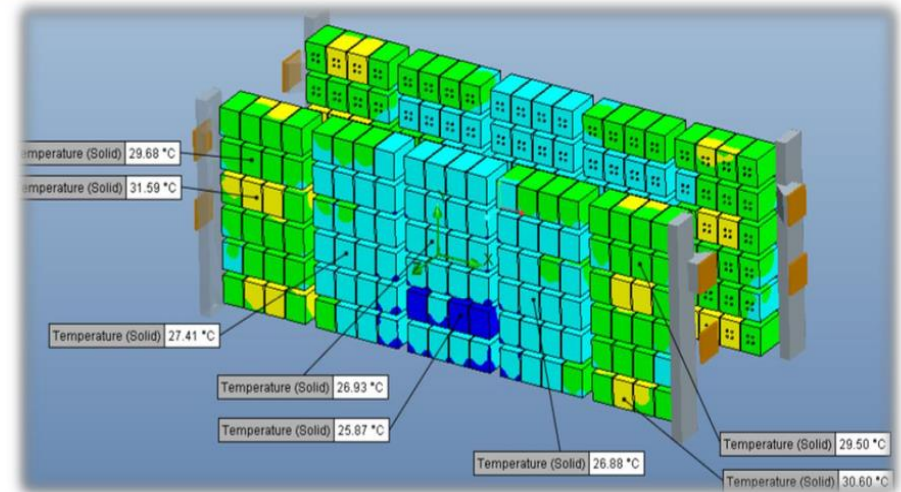 emperature (Solid) 29.68 °C
emperature (Solid) 31.59 °C
Z
X
Temperature (Solid) 27.41 °C
Temperature (Solid) 26.93 °C
Temperature (Solid) 25.87 °C
Temperature (Solid) 26.88 °C
Temperature (Solid) 29.50 °C
Temperature (Solid) 30.60 °C